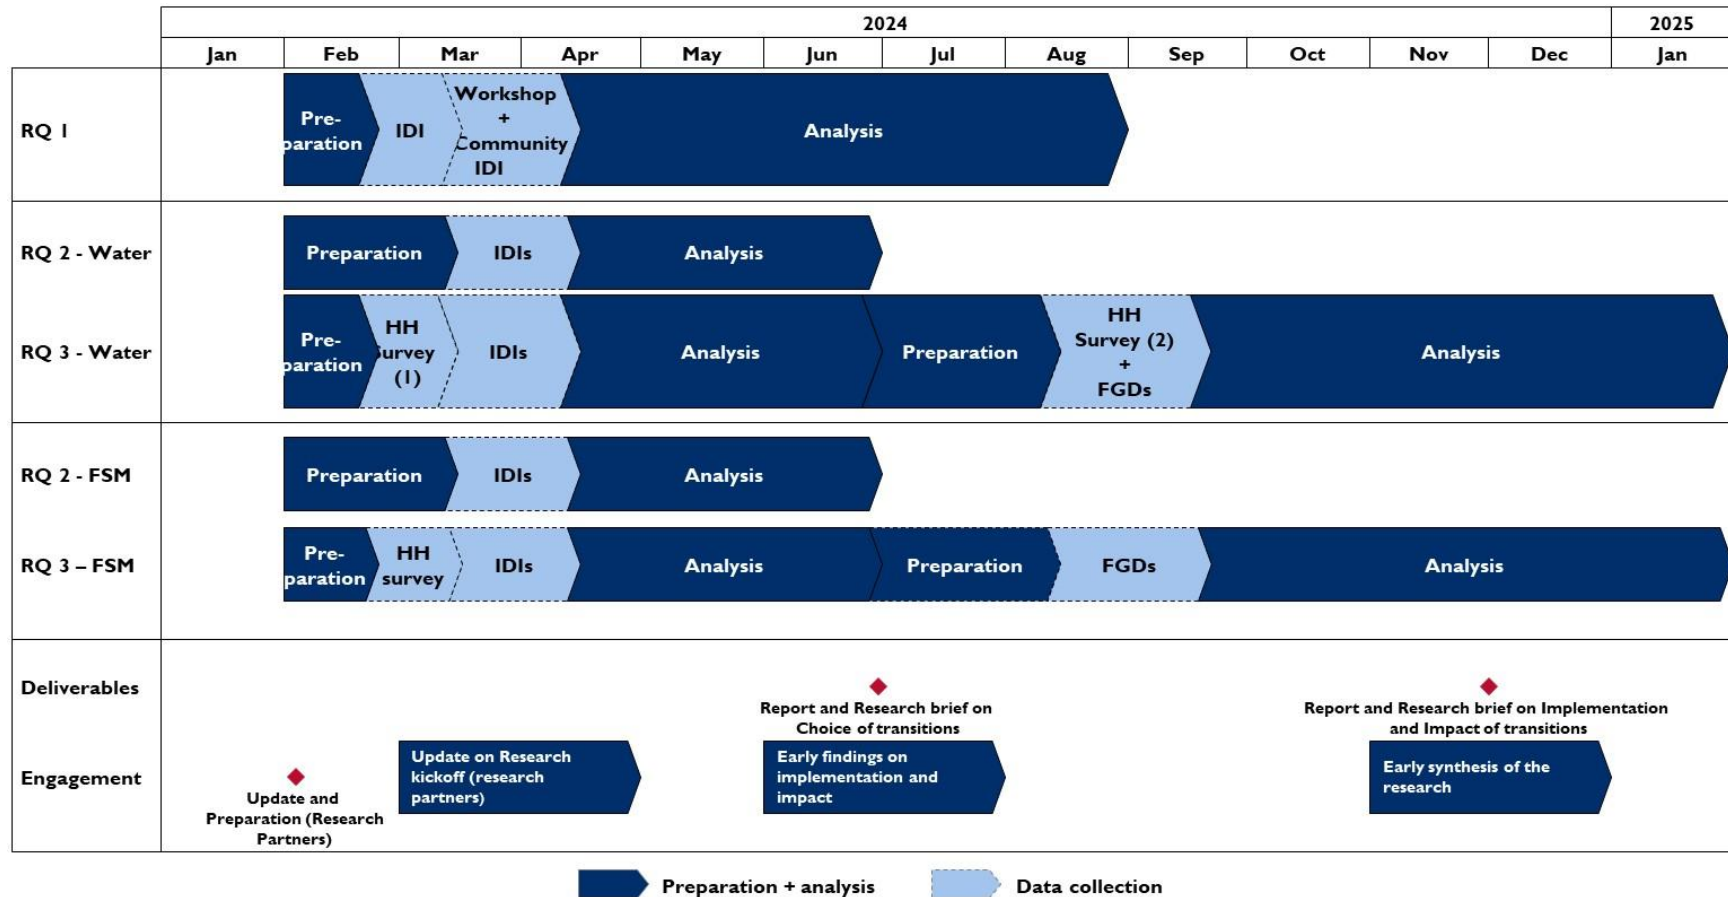 2024
2025
Jan
Feb
Mar
Apr
May
Jun
Jul
Aug
Sep
Oct
Nov
Dec
Jan
RQ 1
Pre-
paration
IDI
Workshop
+
Community
IDI
Analysis
RQ 2 - Water
Preparation
IDIs
Analysis
RQ 3 - Water
Pre-
paration
HH
Survey
(1)
IDIs
Analysis
Preparation
HH
Survey (2)
+
FGDs
Analysis
RQ 2 - FSM
Preparation
IDIs
Analysis
RQ 3 – FSM
Pre-
paration
HH
survey
IDIs
Analysis
Preparation
FGDs
Analysis
Deliverables
Report and Research brief on
Choice of transitions
Report and Research brief on Implementation
and Impact of transitions
Engagement
Update and
Preparation (Research
Partners)
Update on Research
kickoff (research
partners)
Early findings on
implementation and
impact
Early synthesis of the
research
Preparation + analysis
Data collection